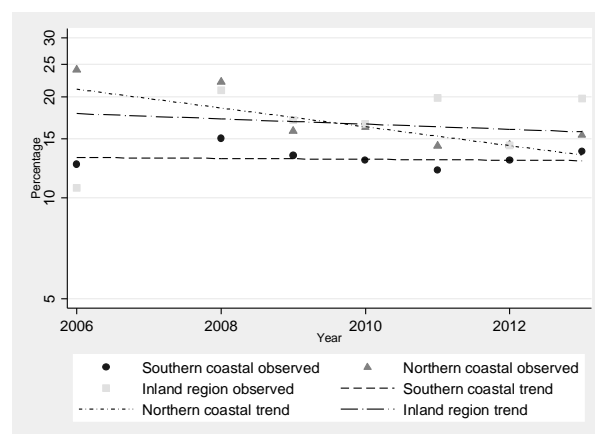 30
25
20
15
10
5
Percentage
2006
2008
2010
2012
Year
Southern coastal observed
Northern coastal observed
Inland region observed
Southern coastal trend
Northern coastal trend
Inland region trend